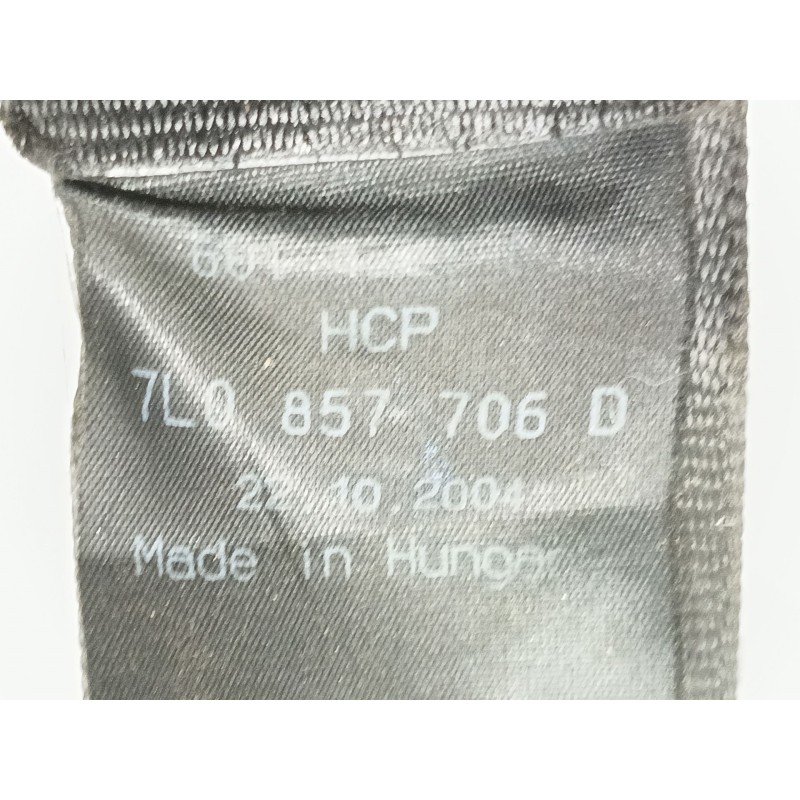 HCP
7L0 857 706 D
22.10.2004
Made in Hungar